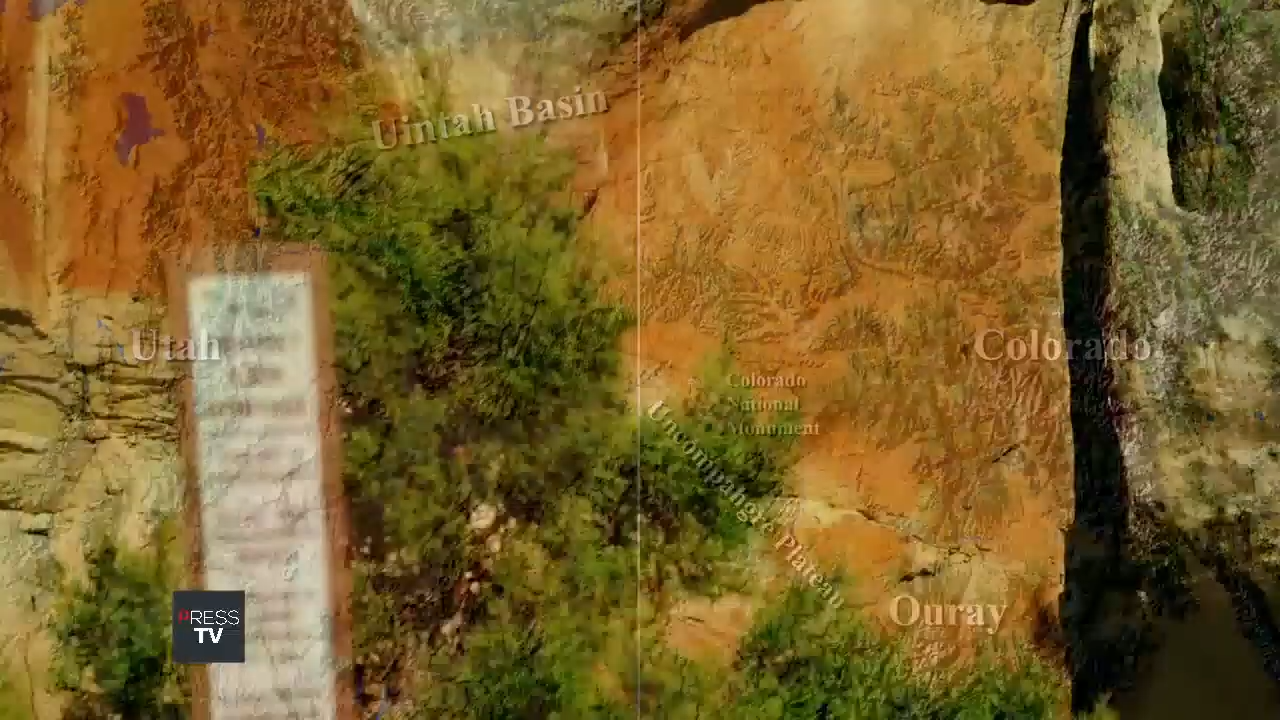 Uintah Basin
Utah
Colorado
Colorado
National
Monument
Uncompahgre Plateau
Ouray
PRESS
TV